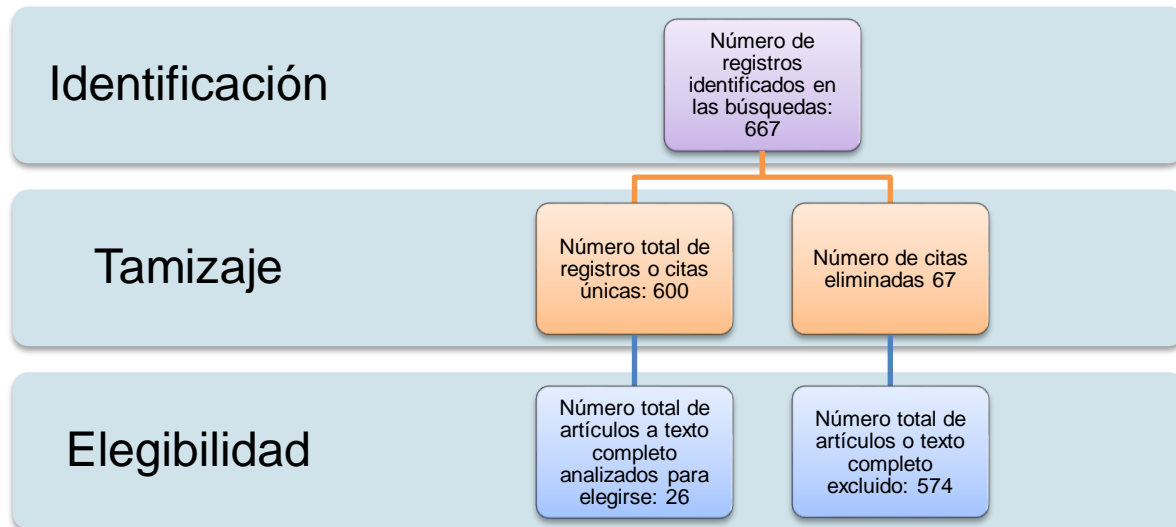 Identificación
Número de
registros
identificados en
las búsquedas:
667
Tamizaje
Número total de
registros o citas
únicas: 600
Número de citas
eliminadas 67
Elegibilidad
Número total de
artículos a texto
completo
analizados para
elegirse: 26
Número total de
artículos o texto
completo
excluido: 574